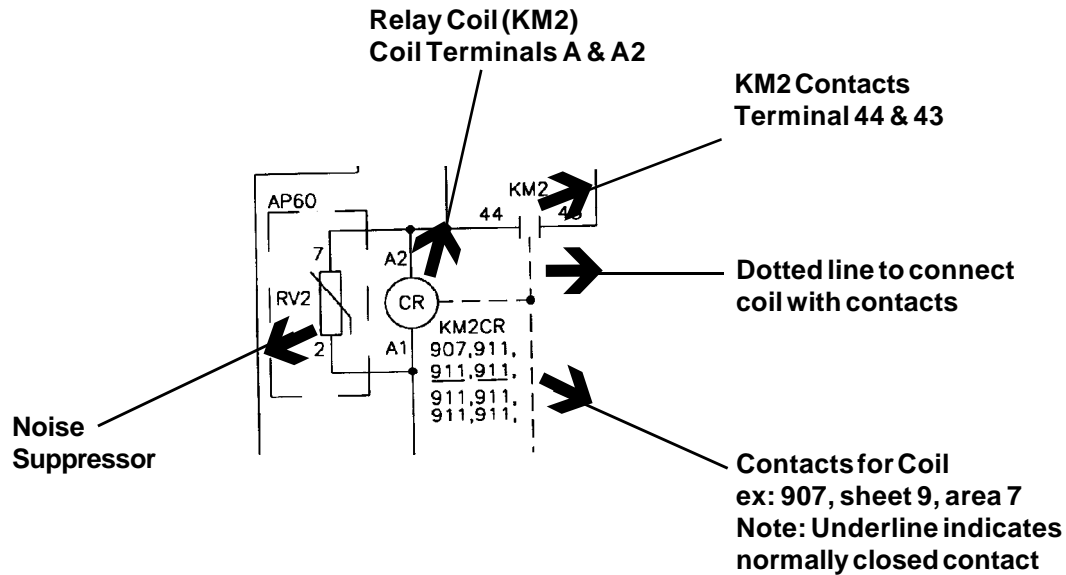 Relay Coil (KM2)
Coil Terminals A & A2
KM2 Contacts
Terminal 44 & 43
KM2
AP60
44
43
7
A2
RV2
CR
KM2CR
2
A1
907,911,
911,911,
911,911,
911,911,
Noise
Suppressor
Dotted line to connect
coil with contacts
Contacts for Coil
ex: 907, sheet 9, area 7
Note: Underline indicates
normally closed contact